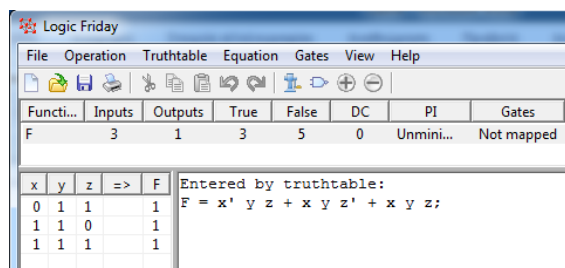 Logic Friday
File Operation Truthtable Equation Gates View Help
Functi... Inputs Outputs True False DC PI Gates
F 3 1 3 5 0 Unmini... Not mapped
x y z => F
0 1 1 1
1 1 0 1
1 1 1 1
Entered by truthtable:
F = x' y z + x y z' + x y z;